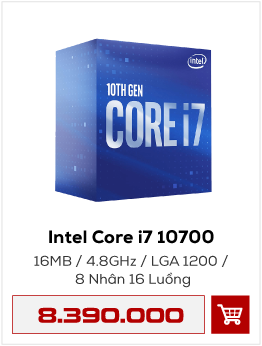 intel
10TH GEN
CORE i7
Intel Core i7 10700
16MB / 4.8GHz / LGA 1200 /
8 Nhân 16 Luồng
8.390.000